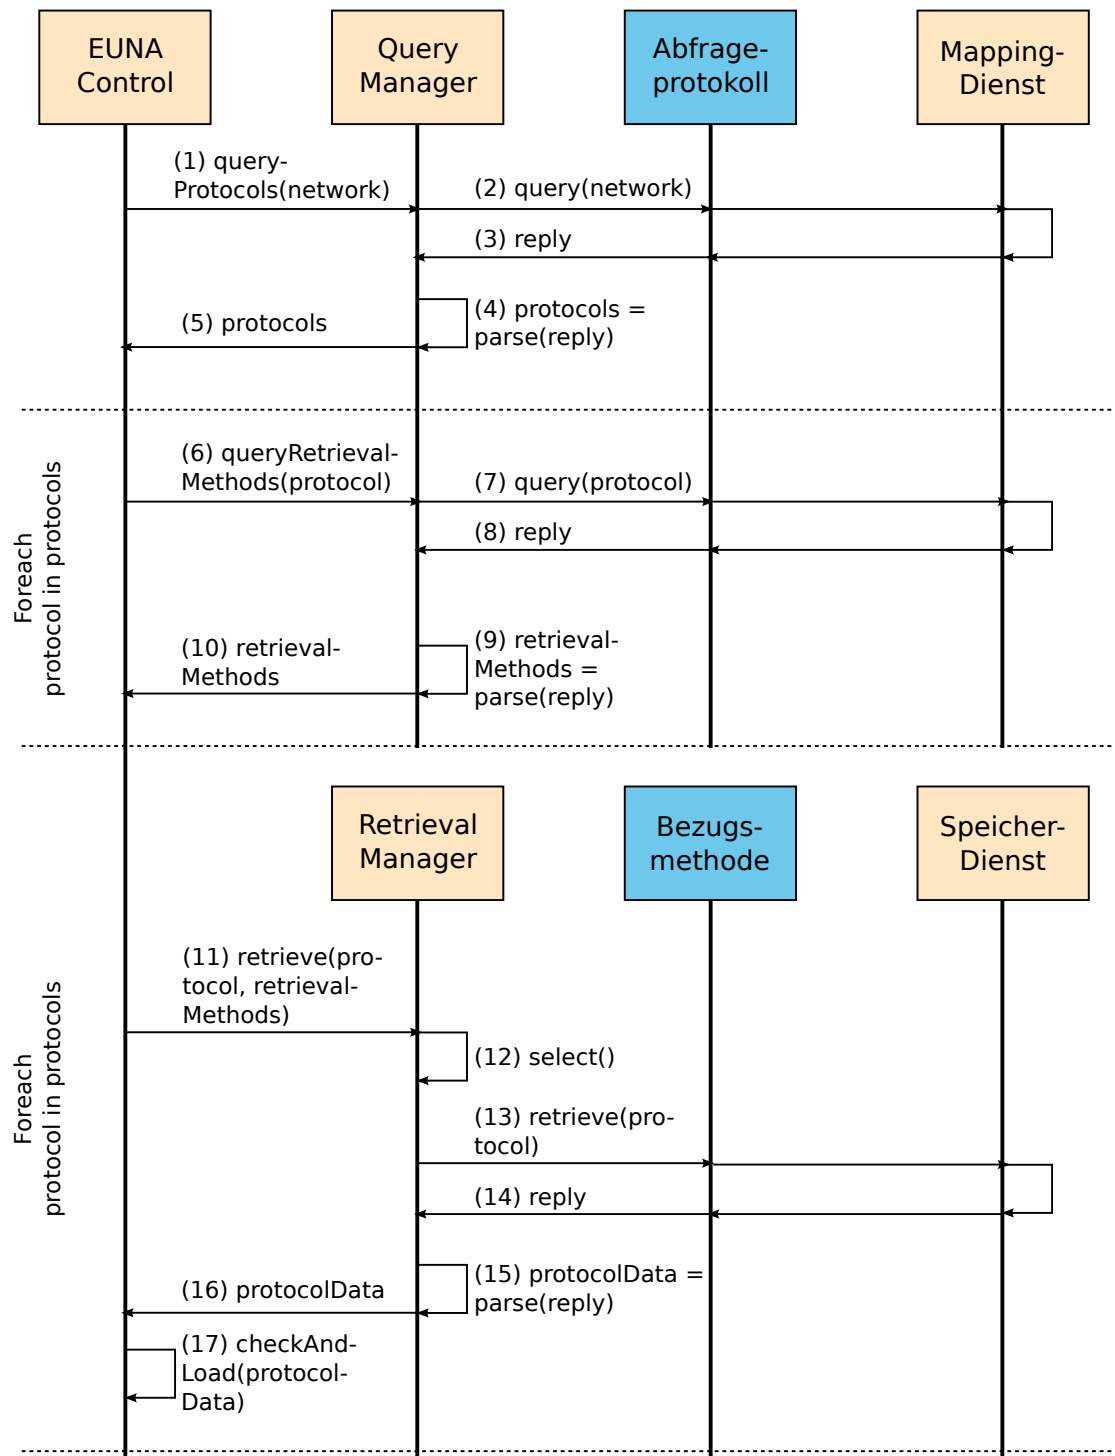 EUNA
Control
Query
Manager
Abfrage-
protokoll
Mapping-
Dienst
(1) query-
Protocols(network)
(2) query(network)
(3) reply
(4) protocols =
parse(reply)
(5) protocols
Foreach
protocol in protocols
(6) queryRetrieval-
Methods(protocol)
(7) query(protocol)
(8) reply
(9) retrieval-
Methods =
parse(reply)
(10) retrieval-
Methods
Retrieval
Manager
Bezugs-
methode
Speicher-
Dienst
Foreach
protocol in protocols
(11) retrieve(pro-
tocol, retrieval-
Methods)
(12) select()
(13) retrieve(pro-
tocol)
(14) reply
(15) protocolData =
parse(reply)
(16) protocolData
(17) checkAnd-
Load(protocol-
Data)